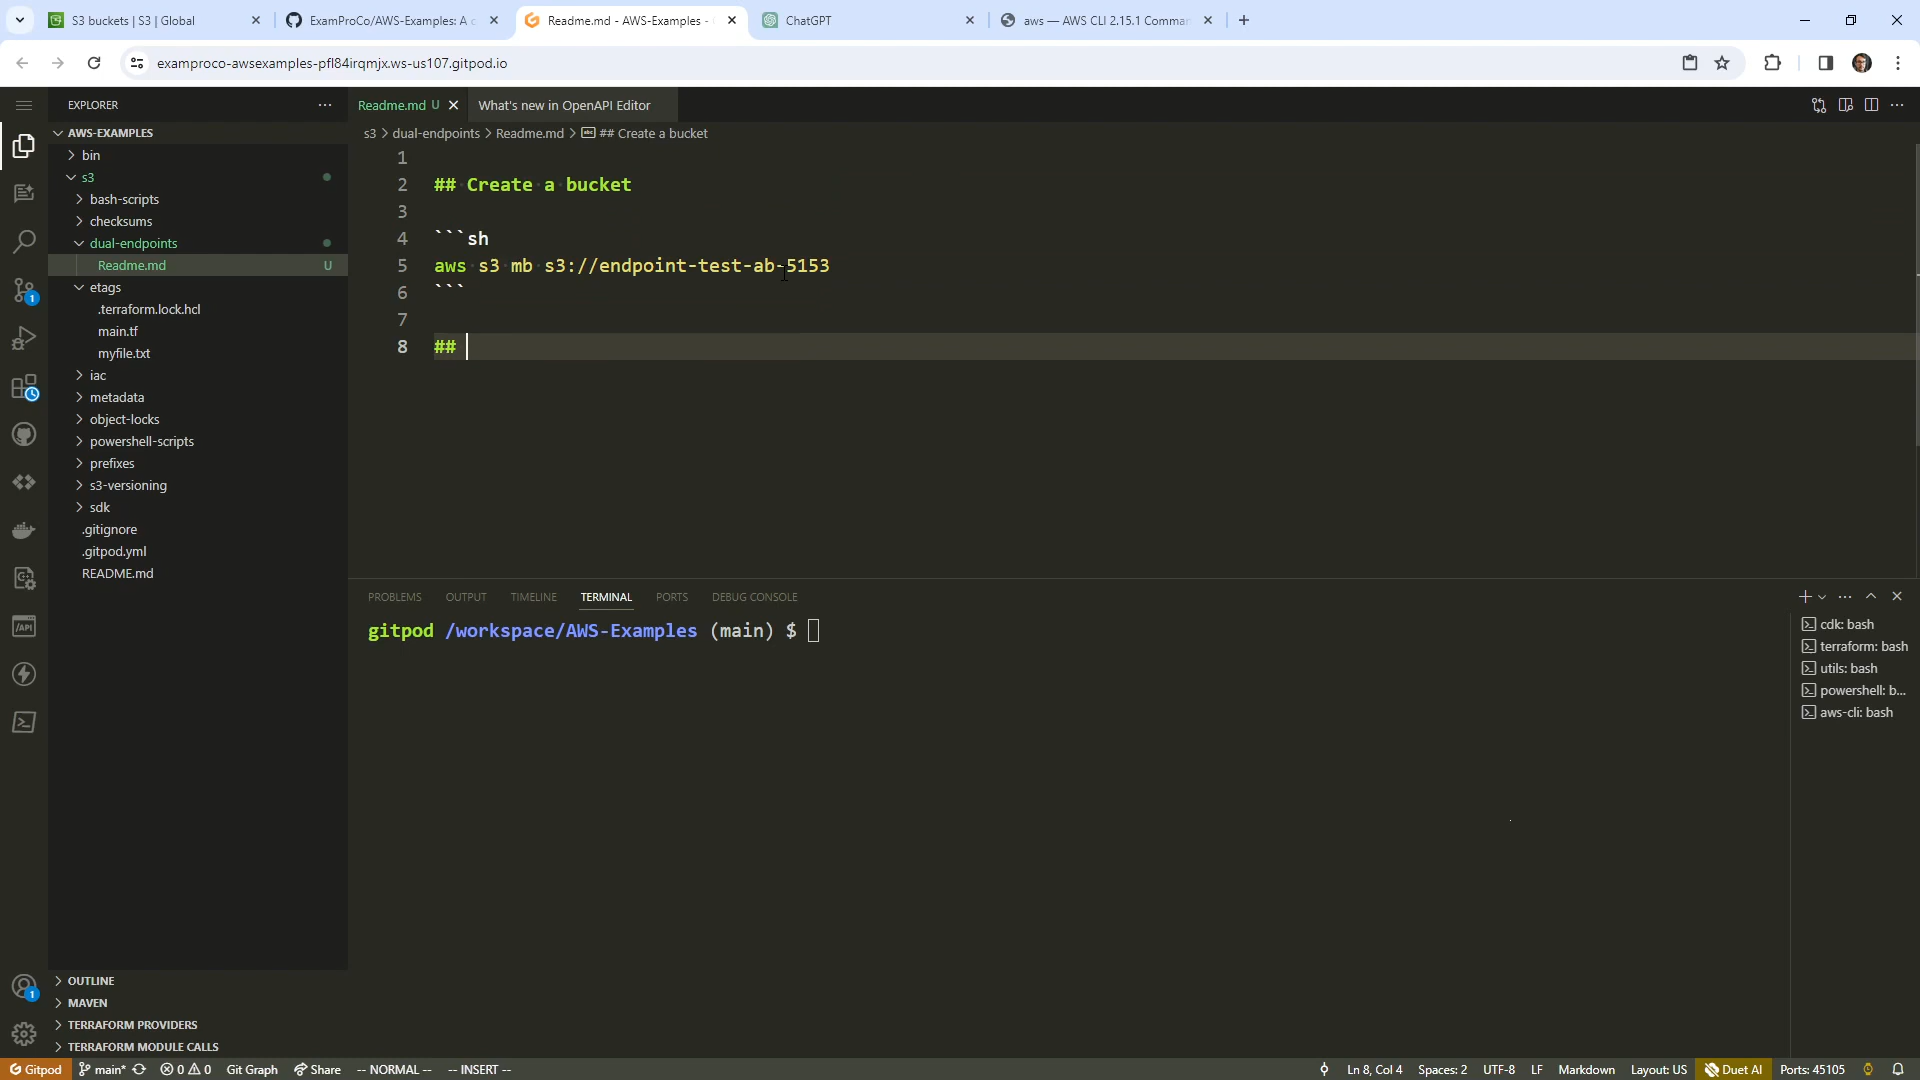 S3 buckets | S3 | Global
ExamProCo/AWS-Examples: A c
Readme.md - AWS-Examples -
ChatGPT
aws — AWS CLI 2.15.1 Comman
examproco-awsexamples-pfl84irqmjx.ws-us107.gitpod.io
EXPLORER
AWS-EXAMPLES
bin
s3
bash-scripts
checksums
dual-endpoints
Readme.md U
etags
.terraform.lock.hcl
main.tf
myfile.txt
iac
metadata
object-locks
powershell-scripts
prefixes
s3-versioning
sdk
.gitignore
.gitpod.yml
README.md
OUTLINE
MAVEN
TERRAFORM PROVIDERS
TERRAFORM MODULE CALLS
Readme.md U
What's new in OpenAPI Editor
s3 > dual-endpoints > Readme.md > ## Create a bucket
1
2 ## Create a bucket
3
4 ```sh
5 aws s3 mb s3://endpoint-test-ab-5153
6 ```
7
8 ##
PROBLEMS OUTPUT TIMELINE TERMINAL PORTS DEBUG CONSOLE
gitpod /workspace/AWS-Examples (main) $
cdk: bash
terraform: bash
utils: bash
powershell: b...
aws-cli: bash
Gitpod main* 0 0 Git Graph Share -- NORMAL -- -- INSERT -- Ln 8, Col 4 Spaces: 2 UTF-8 LF Markdown Layout: US Duet AI Ports: 45105